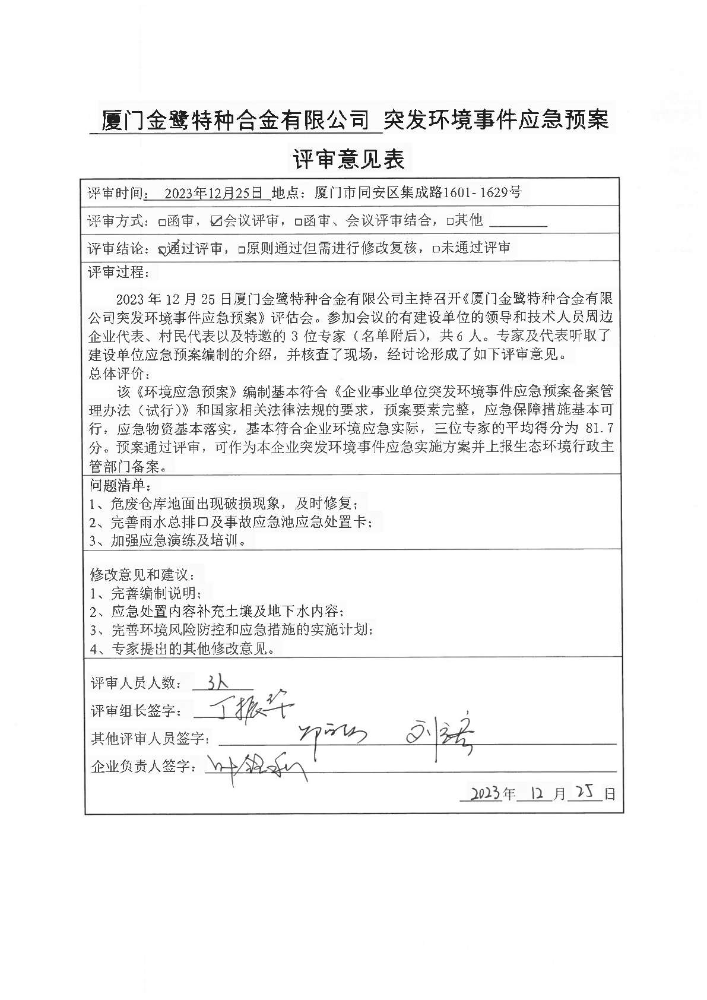 厦门金鹭特种合金有限公司 突发环境事件应急预案
评审意见表
评审时间: 2023年12月25日 地点:厦门市同安区集成路1601-1629号
评审方式:□函审,☑会议评审,□函审、会议评审结合,□其他
评审结论:☑通过评审,□原则通过但需进行修改复核,□未通过评审
评审过程:
2023 年 12 月 25 日厦门金鹭特种合金有限公司主持召开《厦门金鹭特种合金有限
公司突发环境事件应急预案》评估会。参加会议的有建设单位的领导和技术人员周边
企业代表、村民代表以及特邀的 3 位专家(名单附后),共 6 人。专家及代表听取了
建设单位应急预案编制的介绍,并核查了现场,经讨论形成了如下评审意见。
总体评价:
该《环境应急预案》编制基本符合《企业事业单位突发环境事件应急预案备案管
理办法(试行)》和国家相关法律法规的要求,预案要素完整,应急保障措施基本可
行,应急物资基本落实,基本符合企业环境应急实际,三位专家的平均得分为 81.7
分。预案通过评审,可作为本企业突发环境事件应急实施方案并上报生态环境行政主
管部门备案。
问题清单:
1、危废仓库地面出现破损现象,及时修复;
2、完善雨水总排口及事故应急池应急处置卡;
3、加强应急演练及培训。
修改意见和建议:
1、完善编制说明;
2、应急处置内容补充土壤及地下水内容;
3、完善环境风险防控和应急措施的实施计划;
4、专家提出的其他修改意见。
评审人员人数: 3人
评审组长签字: 丁振华
其他评审人员签字:
企业负责人签字:
2023年 12 月 25 日